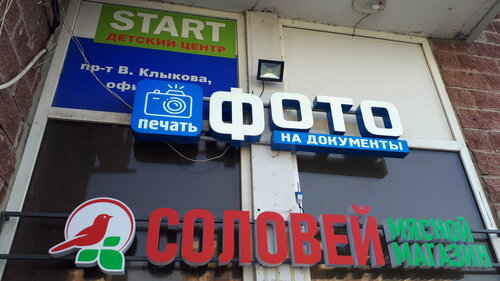 START
ДЕТСКИЙ ЦЕНТР
пр-т В. Клыкова,
печать
ФОТО
НА ДОКУМЕНТЫ
СОЛОВЕЙ
МЯСНОЙ
МАГАЗИН